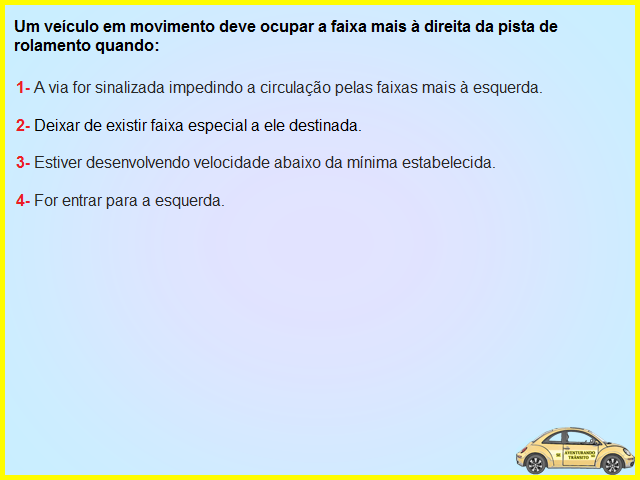 Um veículo em movimento deve ocupar a faixa mais à direita da pista de
rolamento quando:
1- A via for sinalizada impedindo a circulação pelas faixas mais à esquerda.
2- Deixar de existir faixa especial a ele destinada.
3- Estiver desenvolvendo velocidade abaixo da mínima estabelecida.
4- For entrar para a esquerda.
AVENTURANDO
TRÂNSITO